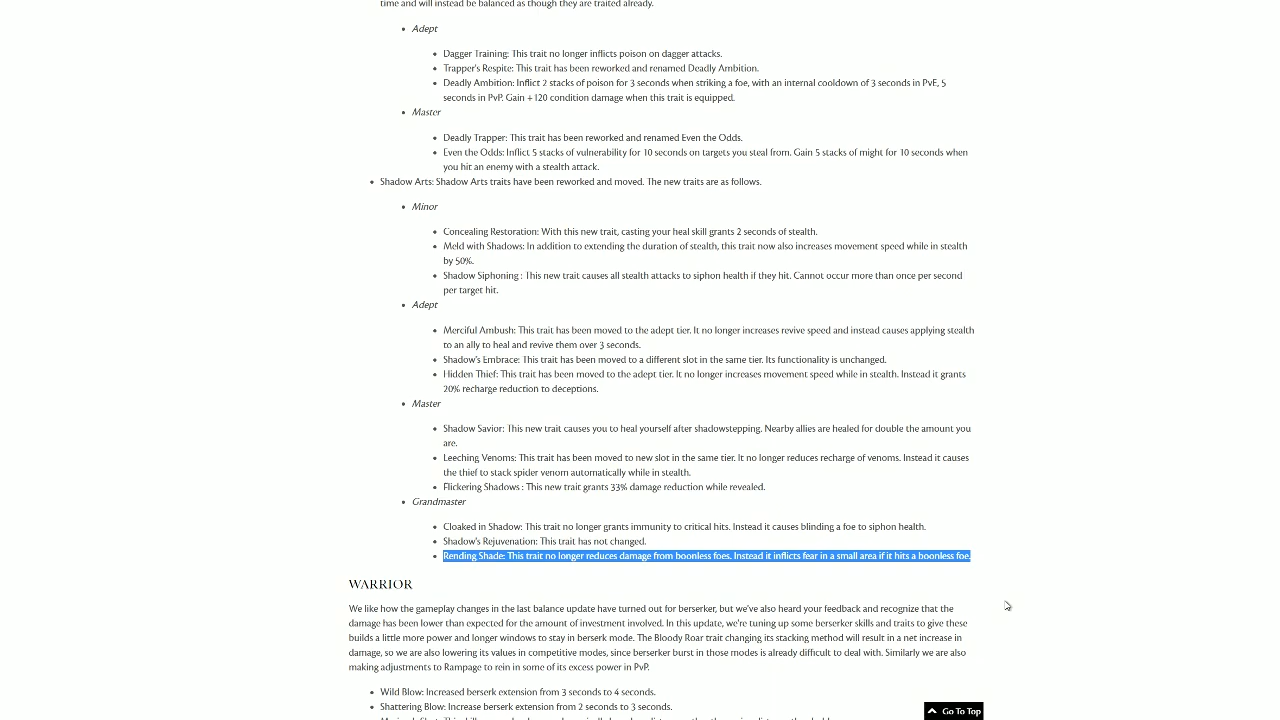 time and will instead be balanced as though they are traited already.
Adept
Dagger Training: This trait no longer inflicts poison on dagger attacks.
Trapper's Respite: This trait has been reworked and renamed Deadly Ambition.
Deadly Ambition: Inflict 2 stacks of poison for 3 seconds when striking a foe, with an internal cooldown of 3 seconds in PvE, 5
seconds in PvP. Gain +120 condition damage when this trait is equipped.
Master
Deadly Trapper: This trait has been reworked and renamed Even the Odds.
Even the Odds: Inflict 5 stacks of vulnerability for 10 seconds on targets you steal from. Gain 5 stacks of might for 10 seconds when
you hit an enemy with a stealth attack.
Shadow Arts: Shadow Arts traits have been reworked and moved. The new traits are as follows.
Minor
Concealing Restoration: With this new trait, casting your heal skill grants 2 seconds of stealth.
Meld with Shadows: In addition to extending the duration of stealth, this trait now also increases movement speed while in stealth
by 50%.
Shadow Siphoning : This new trait causes all stealth attacks to siphon health if they hit. Cannot occur more than once per second
per target hit.
Adept
Merciful Ambush: This trait has been moved to the adept tier. It no longer increases revive speed and instead causes applying stealth
to an ally to heal and revive them over 3 seconds.
Shadow's Embrace: This trait has been moved to a different slot in the same tier. Its functionality is unchanged.
Hidden Thief: This trait has been moved to the adept tier. It no longer increases movement speed while in stealth. Instead it grants
20% recharge reduction to deceptions.
Master
Shadow Savior: This new trait causes you to heal yourself after shadowstepping. Nearby allies are healed for double the amount you
are.
Leeching Venoms: This trait has been moved to new slot in the same tier. It no longer reduces recharge of venoms. Instead it causes
the thief to stack spider venom automatically while in stealth.
Flickering Shadows : This new trait grants 33% damage reduction while revealed.
Grandmaster
Cloaked in Shadow: This trait no longer grants immunity to critical hits. Instead it causes blinding a foe to siphon health.
Shadow's Rejuvenation: This trait has not changed.
Rending Shade: This trait no longer reduces damage from boonless foes. Instead it inflicts fear in a small area if it hits a boonless foe.
WARRIOR
We like how the gameplay changes in the last balance update have turned out for berserker, but we've also heard your feedback and recognize that the
damage has been lower than expected for the amount of investment involved. In this update, we're tuning up some berserker skills and traits to give these
builds a little more power and longer windows to stay in berserk mode. The Bloody Roar trait changing its stacking method will result in a net increase in
damage, so we are also lowering its values in competitive modes, since berserker burst in those modes is already difficult to deal with. Similarly we are also
making adjustments to Rampage to rein in some of its excess power in PvP.
Wild Blow: Increased berserk extension from 3 seconds to 4 seconds.
Shattering Blow: Increase berserk extension from 2 seconds to 3 seconds.
Go To Top